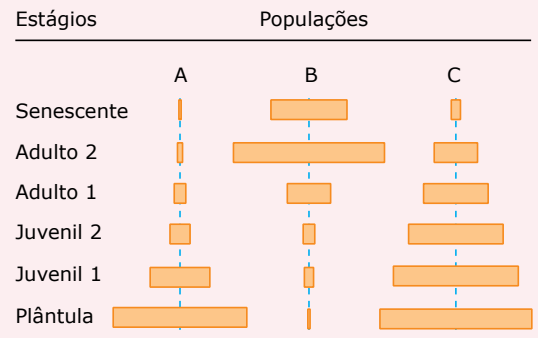 Estágios Populações
A B C
Senescente
Adulto 2
Adulto 1
Juvenil 2
Juvenil 1
Plântula